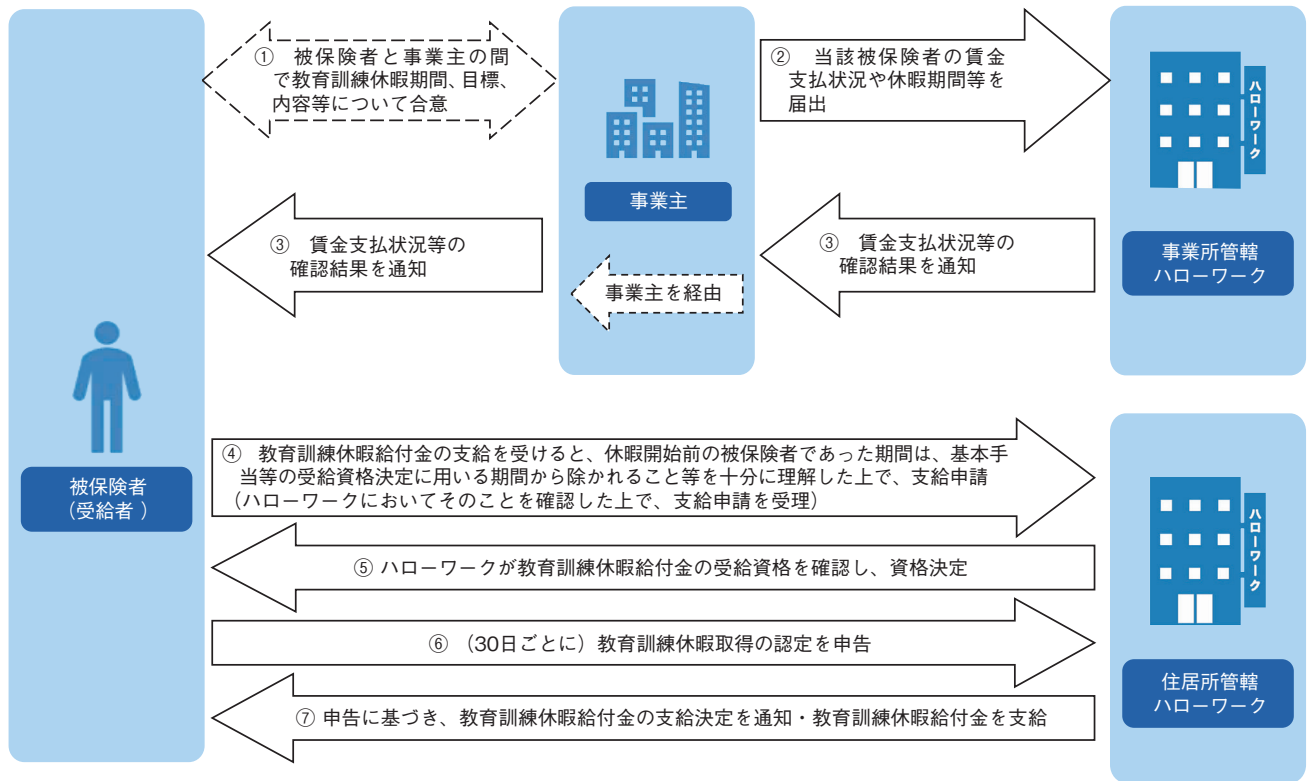 ① 被保険者と事業主の間
で教育訓練休暇期間、目標、
内容等について合意
② 当該被保険者の賃金
支払状況や休暇期間等を
届出
ハローワーク
事業主
事業所管轄
ハローワーク
③ 賃金支払状況等の
確認結果を通知
事業主を経由
③ 賃金支払状況等の
確認結果を通知
被保険者
(受給者 )
④ 教育訓練休暇給付金の支給を受けると、休暇開始前の被保険者であった期間は、基本手
当等の受給資格決定に用いる期間から除かれること等を十分に理解した上で、支給申請
(ハローワークにおいてそのことを確認した上で、支給申請を受理)
⑤ ハローワークが教育訓練休暇給付金の受給資格を確認し、資格決定
⑥ (30日ごとに)教育訓練休暇取得の認定を申告
⑦ 申告に基づき、教育訓練休暇給付金の支給決定を通知・教育訓練休暇給付金を支給
ハローワーク
住居所管轄
ハローワーク